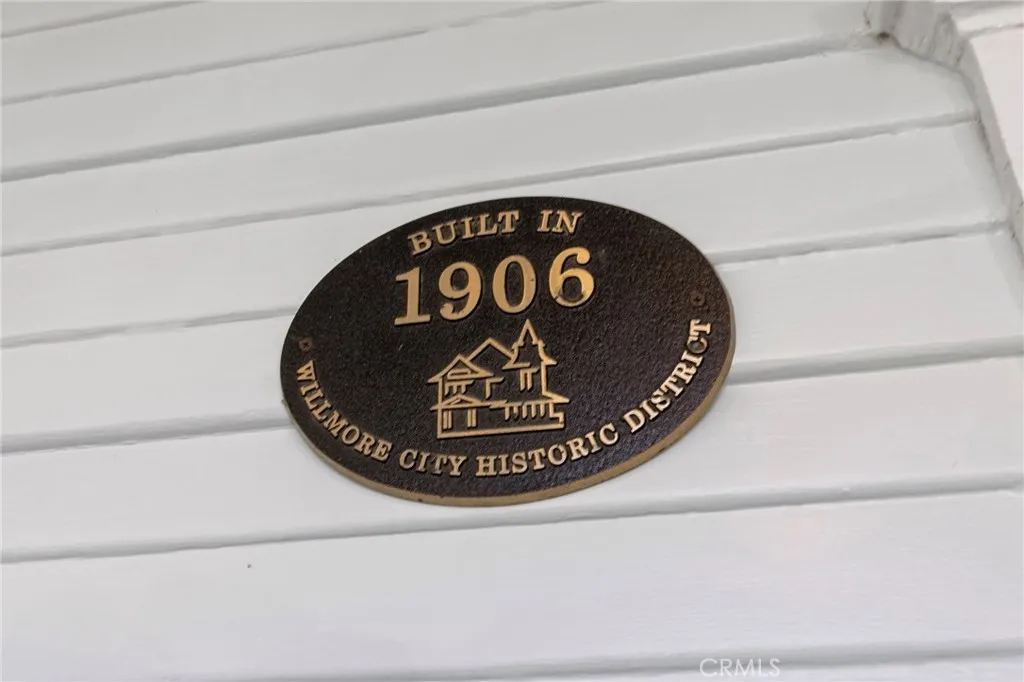 BUILT IN
1906
WILLMORE CITY HISTORIC DISTRICT
CRMLS